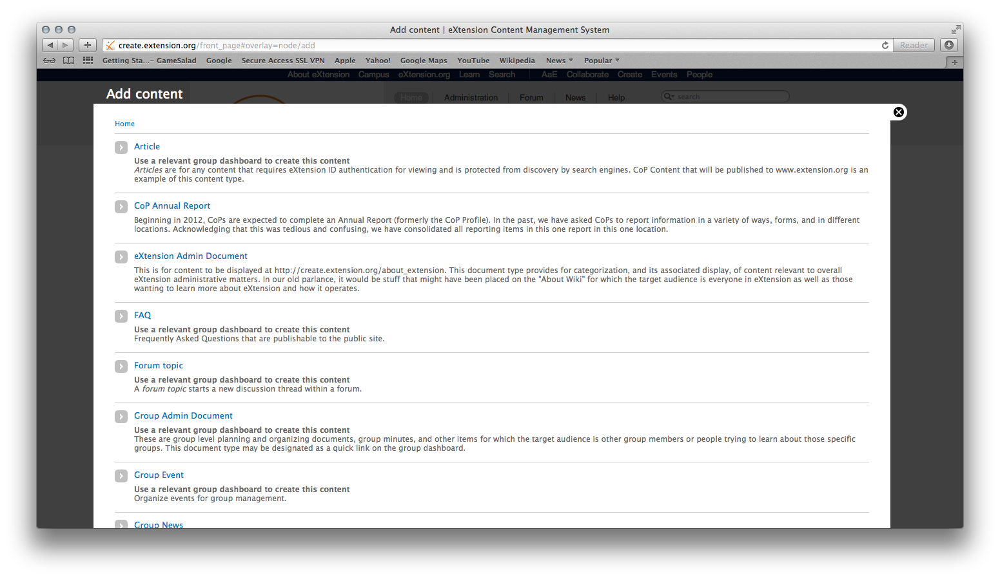 Add content | eXtension Content Management System
create.extension.org/front_page#overlay=node/add
Reader
Getting Sta...– GameSalad Google Secure Access SSL VPN Apple Yahoo! Google Maps YouTube Wikipedia News Popular
About eXtension Campus eXtension.org Learn Search AaE Collaborate Create Events People
Add content
Home Administration Forum News Help search
Home
Article
Use a relevant group dashboard to create this content
Articles are for any content that requires eXtension ID authentication for viewing and is protected from discovery by search engines. CoP Content that will be published to www.extension.org is an
example of this content type.
CoP Annual Report
Beginning in 2012, CoPs are expected to complete an Annual Report (formerly the CoP Profile). In the past, we have asked CoPs to report information in a variety of ways, forms, and in different
locations. Acknowledging that this was tedious and confusing, we have consolidated all reporting items in this one report in this one location.
eXtension Admin Document
This is for content to be displayed at http://create.extension.org/about_extension. This document type provides for categorization, and its associated display, of content relevant to overall
eXtension administrative matters. In our old parlance, it would be stuff that might have been placed on the "About Wiki" for which the target audience is everyone in eXtension as well as those
wanting to learn more about eXtension and how it operates.
FAQ
Use a relevant group dashboard to create this content
Frequently Asked Questions that are publishable to the public site.
Forum topic
Use a relevant group dashboard to create this content
A forum topic starts a new discussion thread within a forum.
Group Admin Document
Use a relevant group dashboard to create this content
These are group level planning and organizing documents, group minutes, and other items for which the target audience is other group members or people trying to learn about those specific
groups. This document type may be designated as a quick link on the group dashboard.
Group Event
Use a relevant group dashboard to create this content
Organize events for group management.
Group News